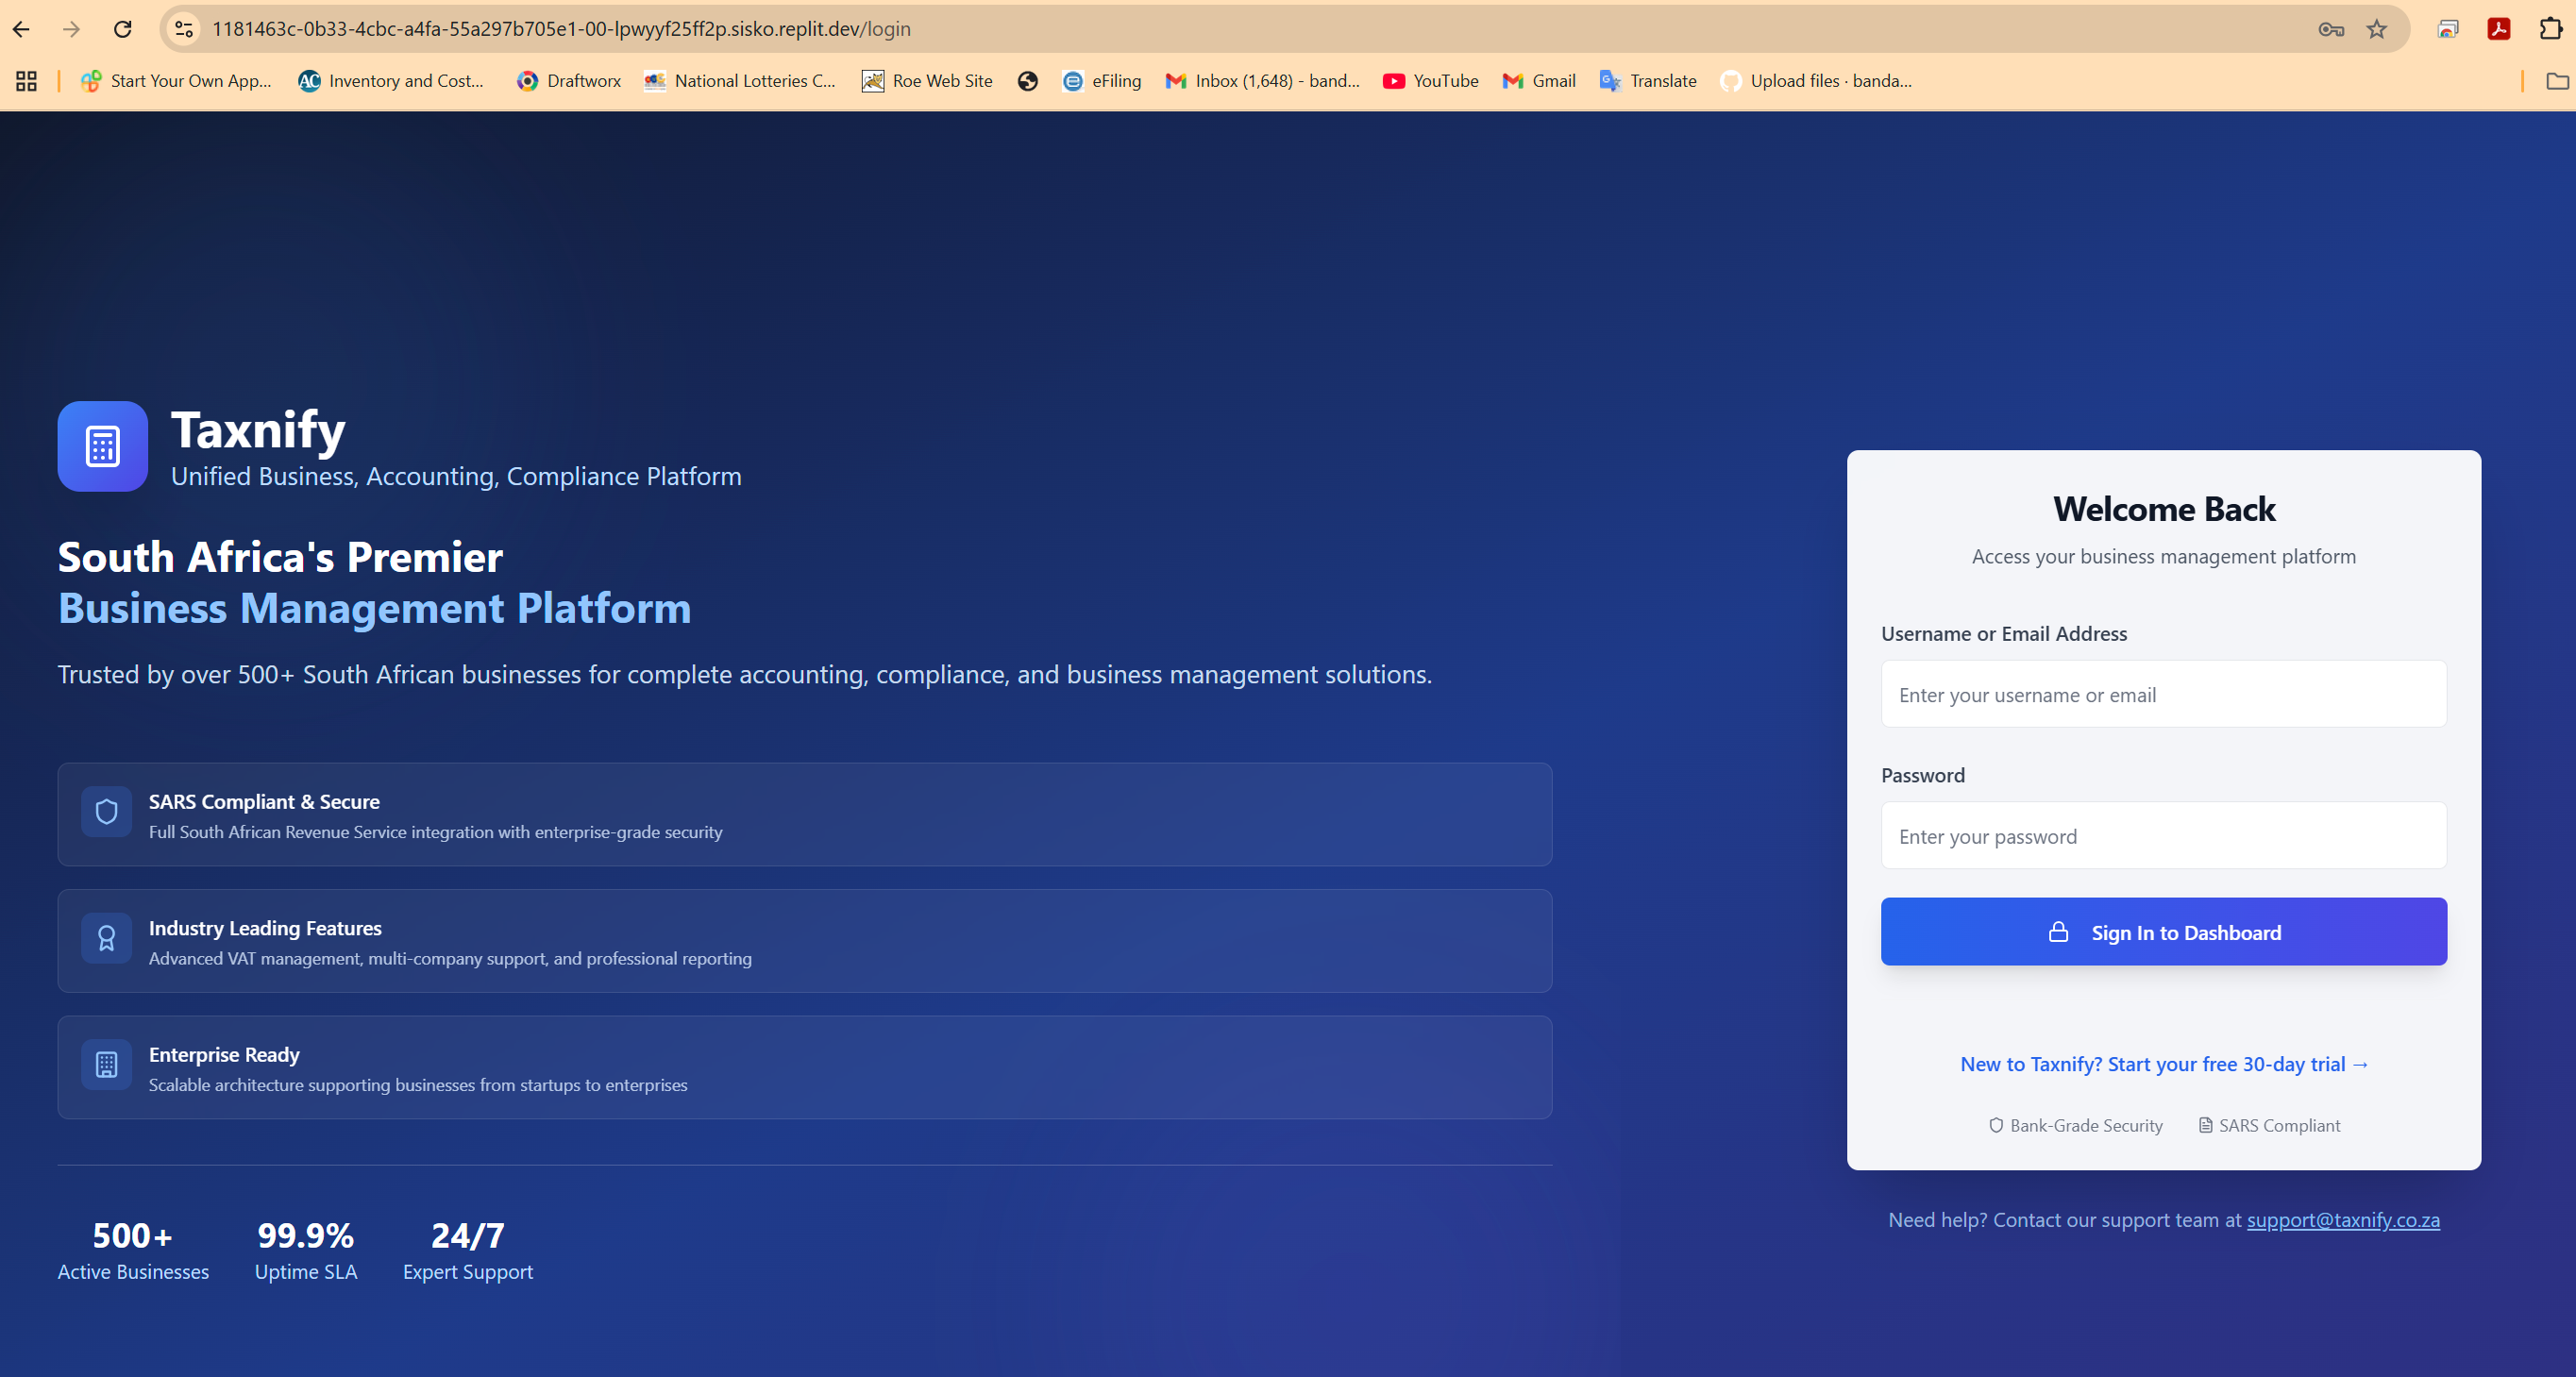 1181463c-0b33-4cbc-a4fa-55a297b705e1-00-lpwyyf25ff2p.sisko.replit.dev/login
Start Your Own App...
Inventory and Cost...
Draftworx
National Lotteries C...
Roe Web Site
eFiling
Inbox (1,648) - band...
YouTube
Gmail
Translate
Upload files · banda...
Taxnify
Unified Business, Accounting, Compliance Platform
South Africa's Premier
Business Management Platform
Trusted by over 500+ South African businesses for complete accounting, compliance, and business management solutions.
SARS Compliant & Secure
Full South African Revenue Service integration with enterprise-grade security
Industry Leading Features
Advanced VAT management, multi-company support, and professional reporting
Enterprise Ready
Scalable architecture supporting businesses from startups to enterprises
500+
Active Businesses
99.9%
Uptime SLA
24/7
Expert Support
Welcome Back
Access your business management platform
Username or Email Address
Enter your username or email
Password
Enter your password
Sign In to Dashboard
New to Taxnify? Start your free 30-day trial →
Bank-Grade Security
SARS Compliant
Need help? Contact our support team at support@taxnify.co.za